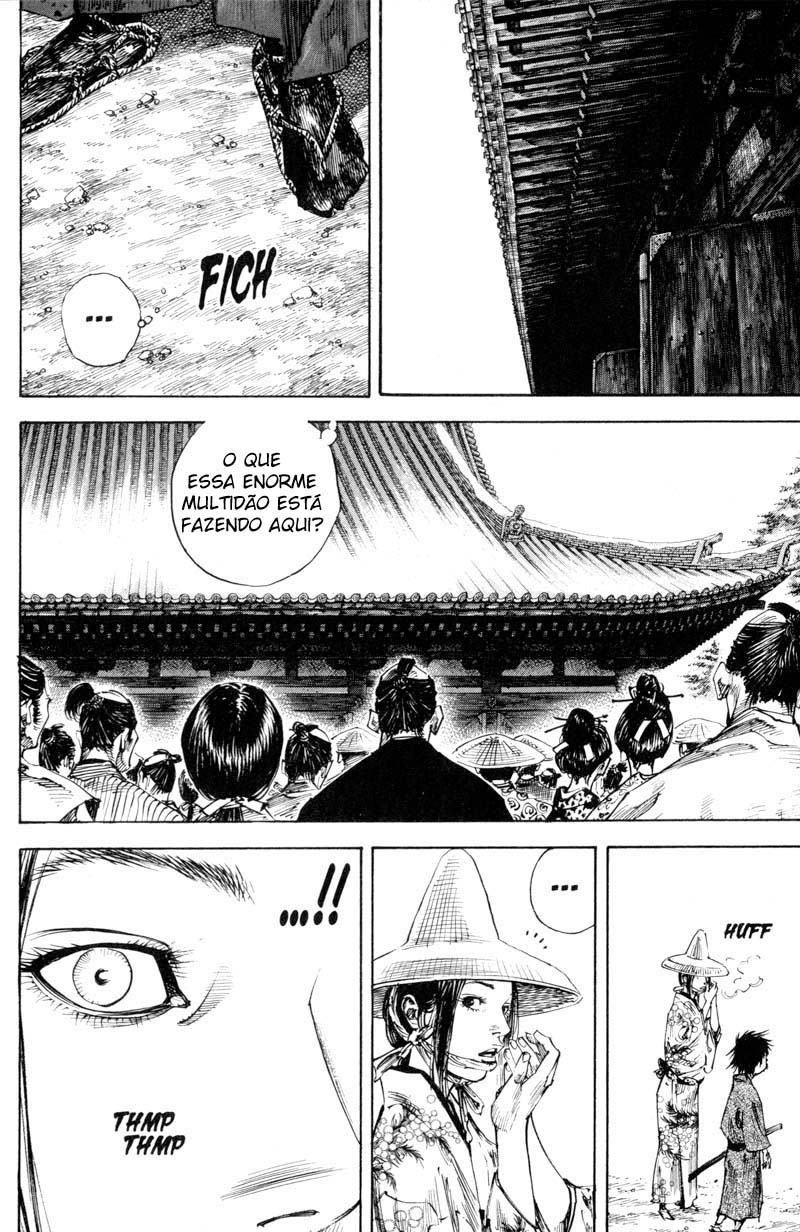 FICH
...
O QUE
ESSA ENORME
MULTIDÃO ESTÁ
FAZENDO AQUI?
...!!
THMP
THMP
...
HUFF